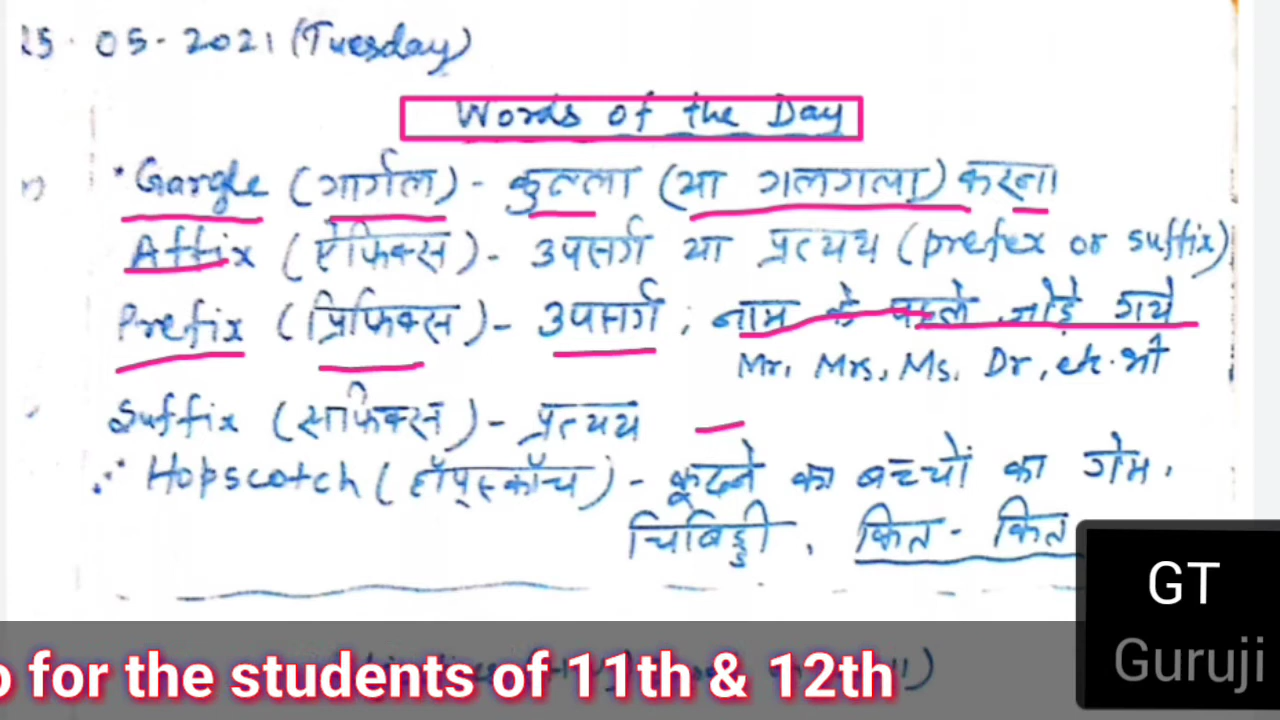 25-05-2021 (Tuesday)
Words of the Day
Gargle (गार्गल) - कुल्ला (या गलगला) करना
Affix (ऐफिक्स) - उपसर्ग या प्रत्यय (prefex or suffix)
Prefix (प्रिफिक्स) - उपसर्ग ; नाम के पहले जोड़े गये
Mr, Mrs, Ms. Dr, etc. भी
Suffix (सफिक्स) - प्रत्यय
Hopscotch (हॉप्स्कॉच) - कूदने का बच्चों का गेम.
चिबिड्डी, कित - कित
GT
Guruji
for the students of 11th & 12th